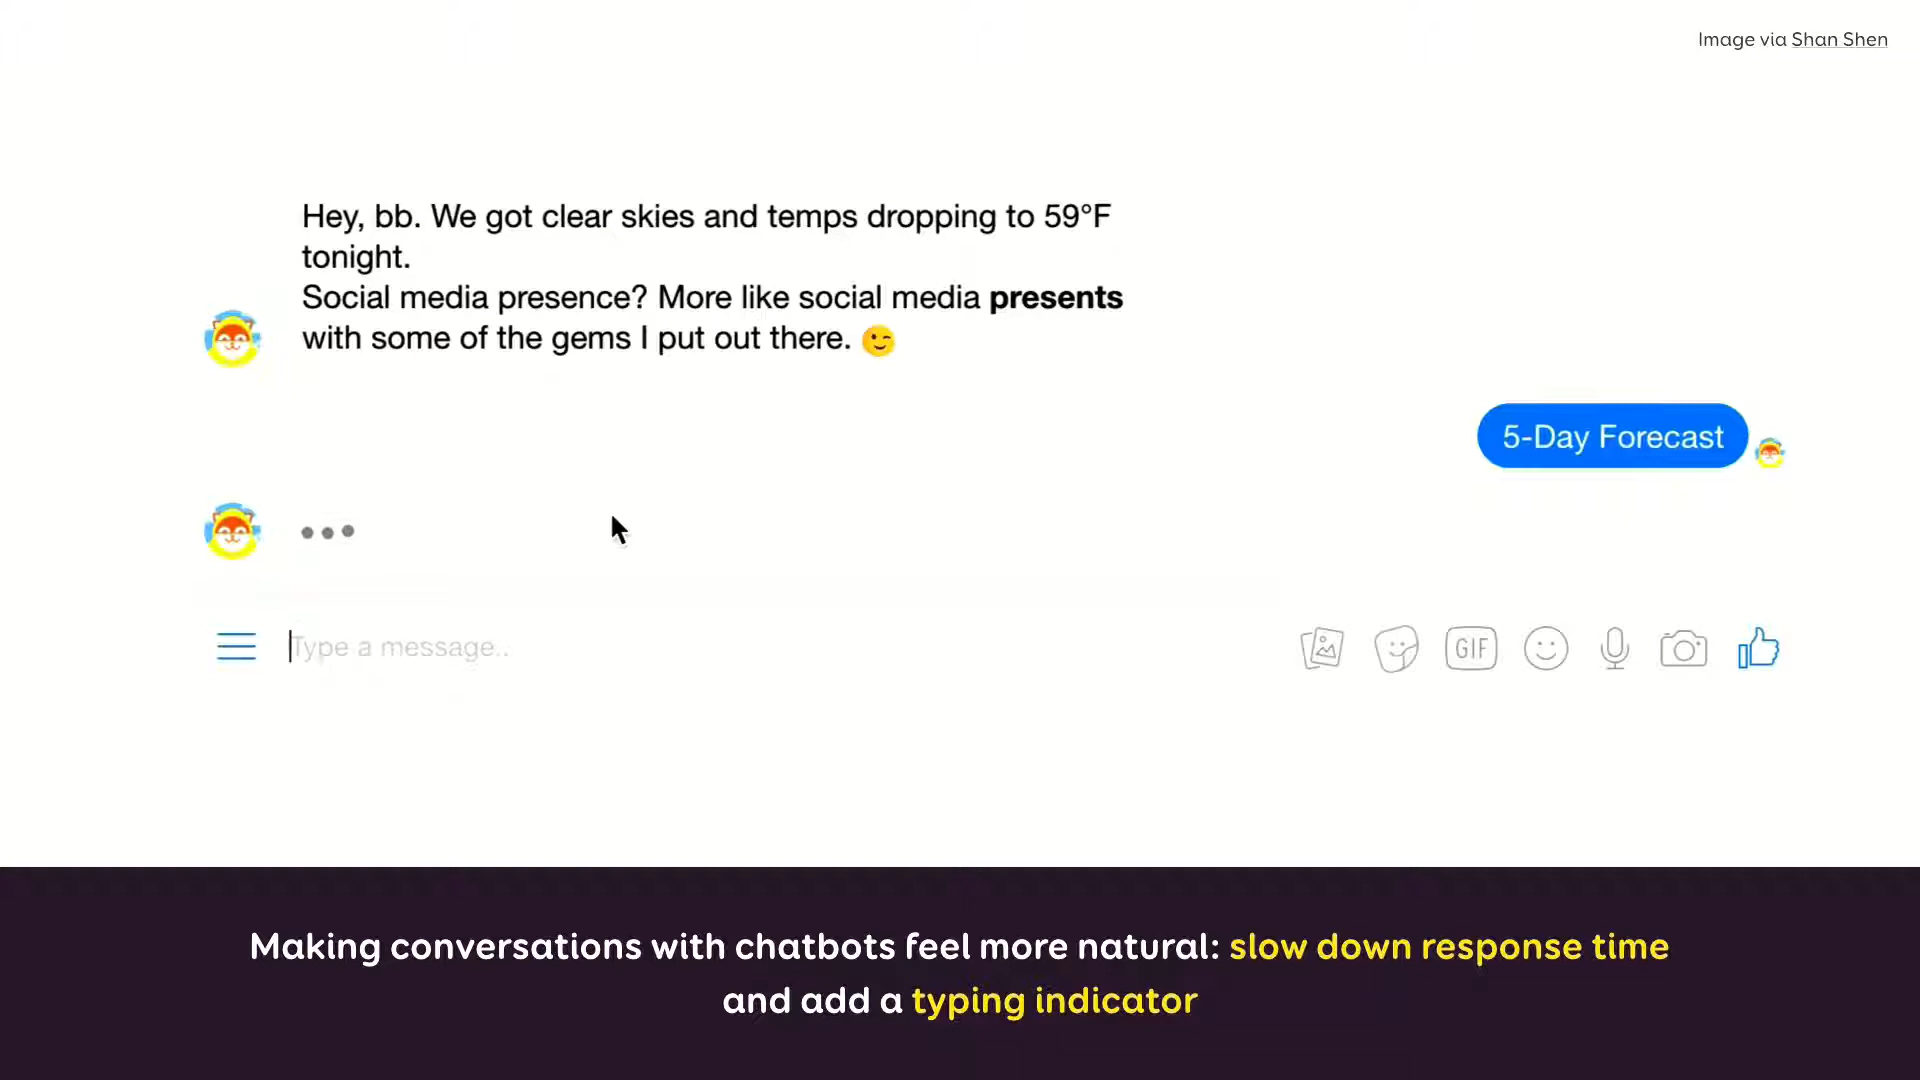 Image via Shan Shen
Hey, bb. We got clear skies and temps dropping to 59°F
tonight.
Social media presence? More like social media presents
with some of the gems I put out there. 😉
5-Day Forecast
Type a message..
GIF
Making conversations with chatbots feel more natural: slow down response time
and add a typing indicator